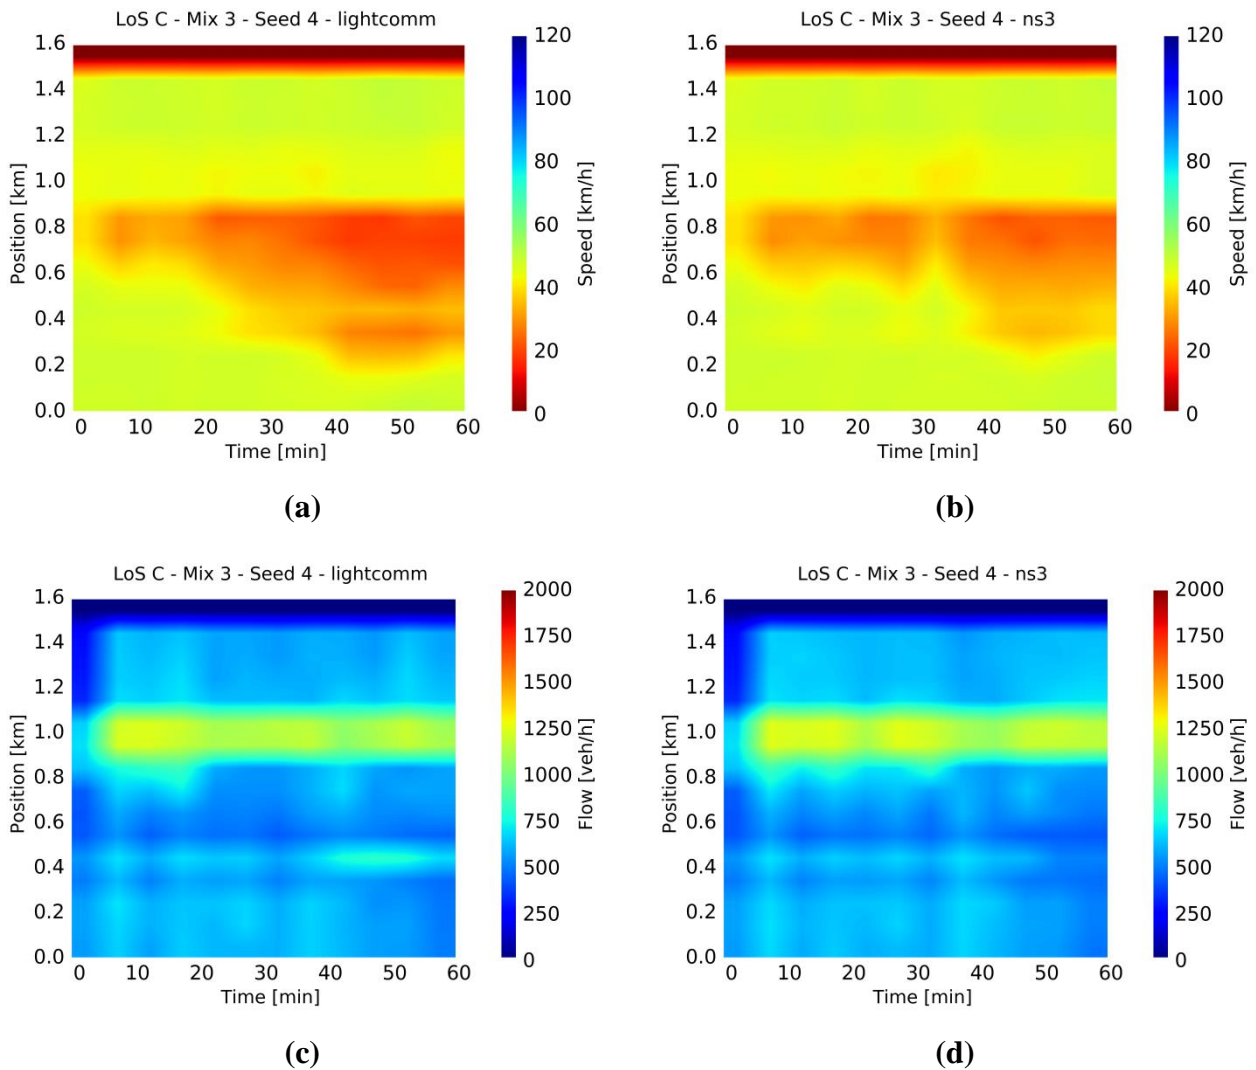 LoS C - Mix 3 - Seed 4 - lightcomm
1.6
1.4
1.2
1.0
0.8
0.6
0.4
0.2
0.0
Position [km]
0 10 20 30 40 50 60
Time [min]
120
100
80
60
40
20
0
Speed [km/h]
(a)
LoS C - Mix 3 - Seed 4 - ns3
1.6
1.4
1.2
1.0
0.8
0.6
0.4
0.2
0.0
Position [km]
0 10 20 30 40 50 60
Time [min]
120
100
80
60
40
20
0
Speed [km/h]
(b)
LoS C - Mix 3 - Seed 4 - lightcomm
1.6
1.4
1.2
1.0
0.8
0.6
0.4
0.2
0.0
Position [km]
0 10 20 30 40 50 60
Time [min]
2000
1750
1500
1250
1000
750
500
250
0
Flow [veh/h]
(c)
LoS C - Mix 3 - Seed 4 - ns3
1.6
1.4
1.2
1.0
0.8
0.6
0.4
0.2
0.0
Position [km]
0 10 20 30 40 50 60
Time [min]
2000
1750
1500
1250
1000
750
500
250
0
Flow [veh/h]
(d)